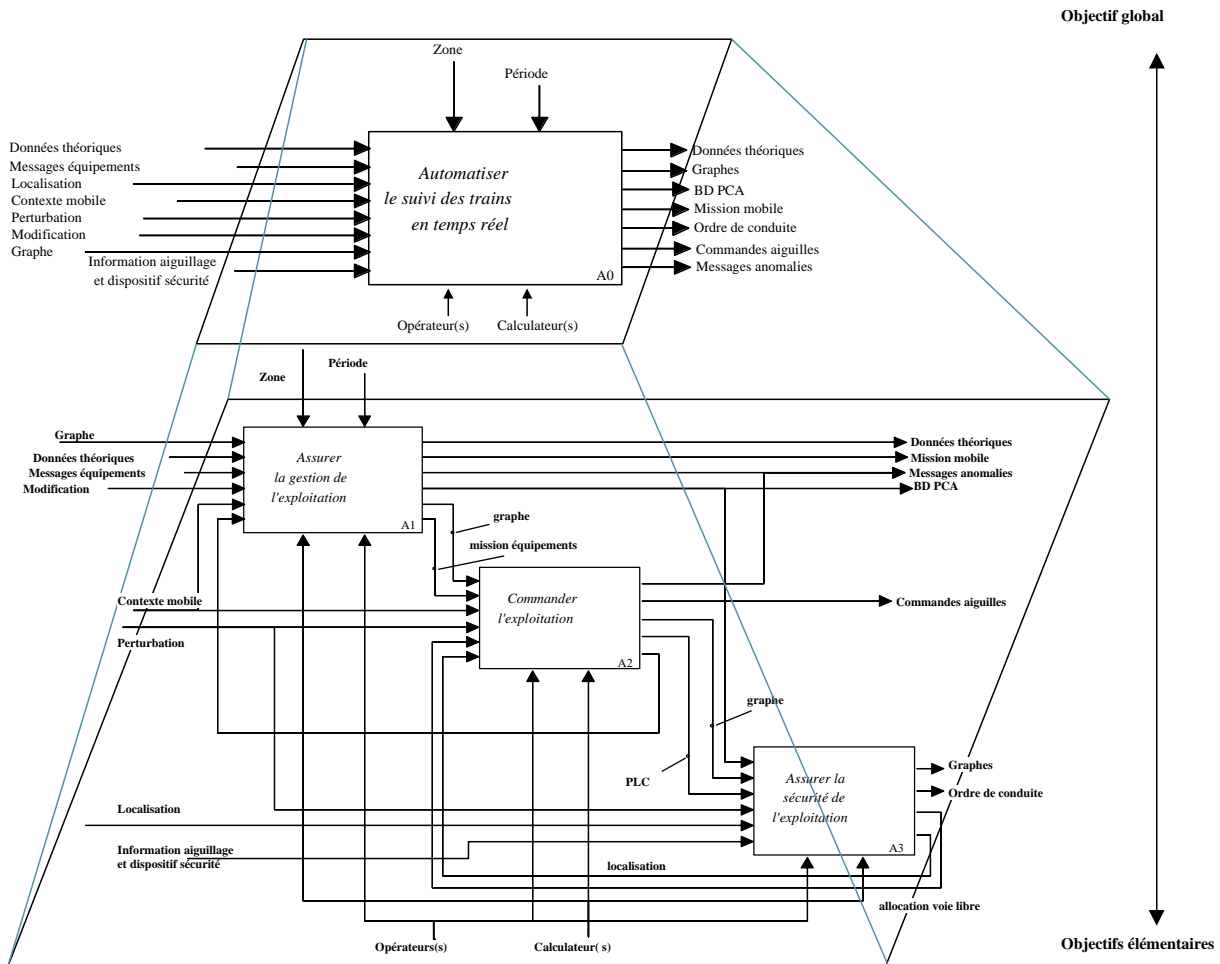 Objectif global
Zone
Période
Données théoriques
Messages équipements
Localisation
Contexte mobile
Perturbation
Modification
Graphe
Information aiguillage
et dispositif sécurité
Automatiser
le suivi des trains
en temps réel
A0
Données théoriques
Graphes
BD PCA
Mission mobile
Ordre de conduite
Commandes aiguilles
Messages anomalies
Opérateur(s)
Calculateur(s)
Zone
Période
Graphe
Données théoriques
Messages équipements
Modification
Assurer
la gestion de
l'exploitation
A1
Données théoriques
Mission mobile
Messages anomalies
BD PCA
graphe
mission équipements
Contexte mobile
Perturbation
Commander
l'exploitation
A2
Commandes aiguilles
graphe
PLC
Assurer la
sécurité de
l'exploitation
A3
Graphes
Ordre de conduite
Localisation
Information aiguillage
et dispositif sécurité
localisation
allocation voie libre
Opérateurs(s)
Calculateur( s)
Objectifs élémentaires